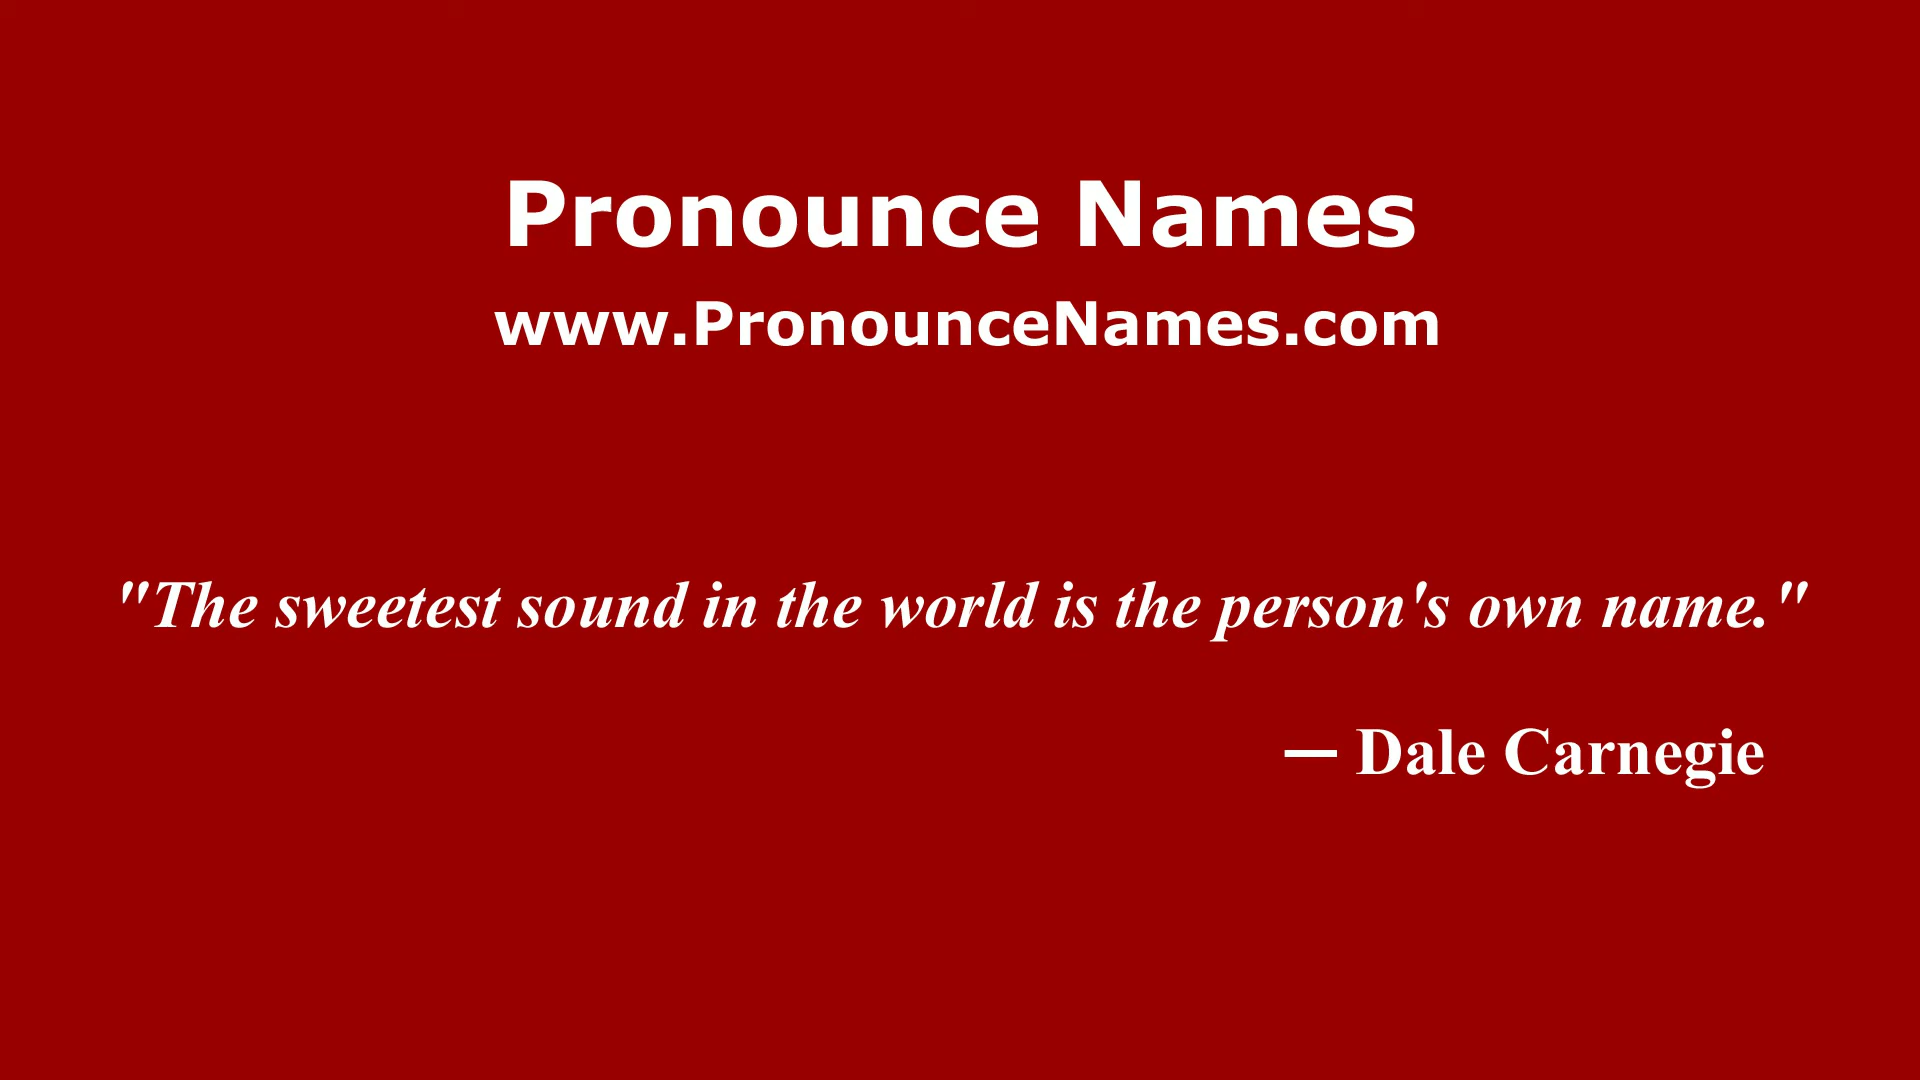 Pronounce Names
www.PronounceNames.com
"The sweetest sound in the world is the person's own name."
— Dale Carnegie